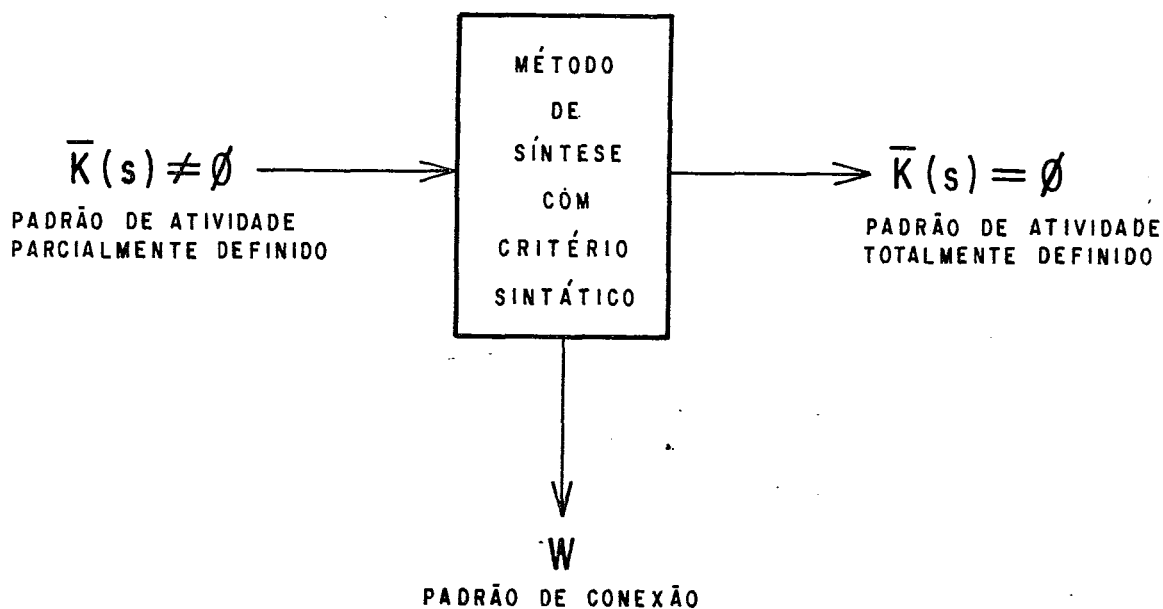 MÉTODO
DE
SÍNTESE
COM
CRITÉRIO
SINTÁTICO
K̅(s) ≠ ∅
PADRÃO DE ATIVIDADE
PARCIALMENTE DEFINIDO
K̅(s) = ∅
PADRÃO DE ATIVIDADE
TOTALMENTE DEFINIDO
W
PADRÃO DE CONEXÃO